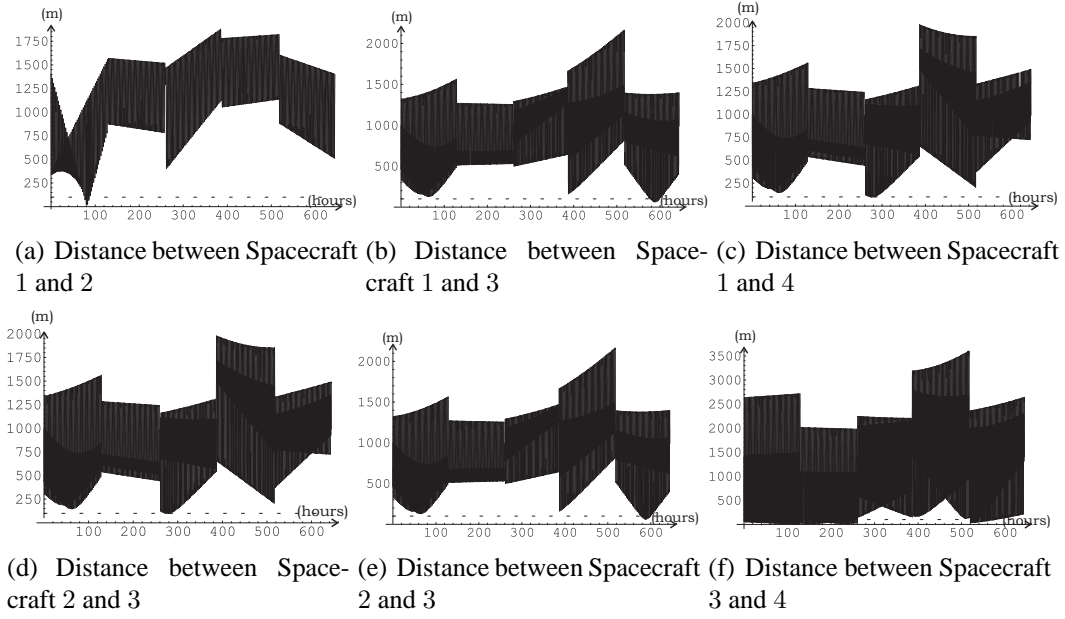 (m)
1750
1500
1250
1000
750
500
250
100 200 300 400 500 600
(hours)
(a) Distance between Spacecraft
1 and 2
(m)
2000
1500
1000
500
100 200 300 400 500 600
(hours)
(b) Distance between Space-
craft 1 and 3
(m)
2000
1750
1500
1250
1000
750
500
250
100 200 300 400 500 600
(hours)
(c) Distance between Spacecraft
1 and 4
(m)
2000
1750
1500
1250
1000
750
500
250
100 200 300 400 500 600
(hours)
(d) Distance between Space-
craft 2 and 3
(m)
2000
1500
1000
500
100 200 300 400 500 600
(hours)
(e) Distance between Spacecraft
2 and 3
(m)
3500
3000
2500
2000
1500
1000
500
100 200 300 400 500 600
(hours)
(f) Distance between Spacecraft
3 and 4